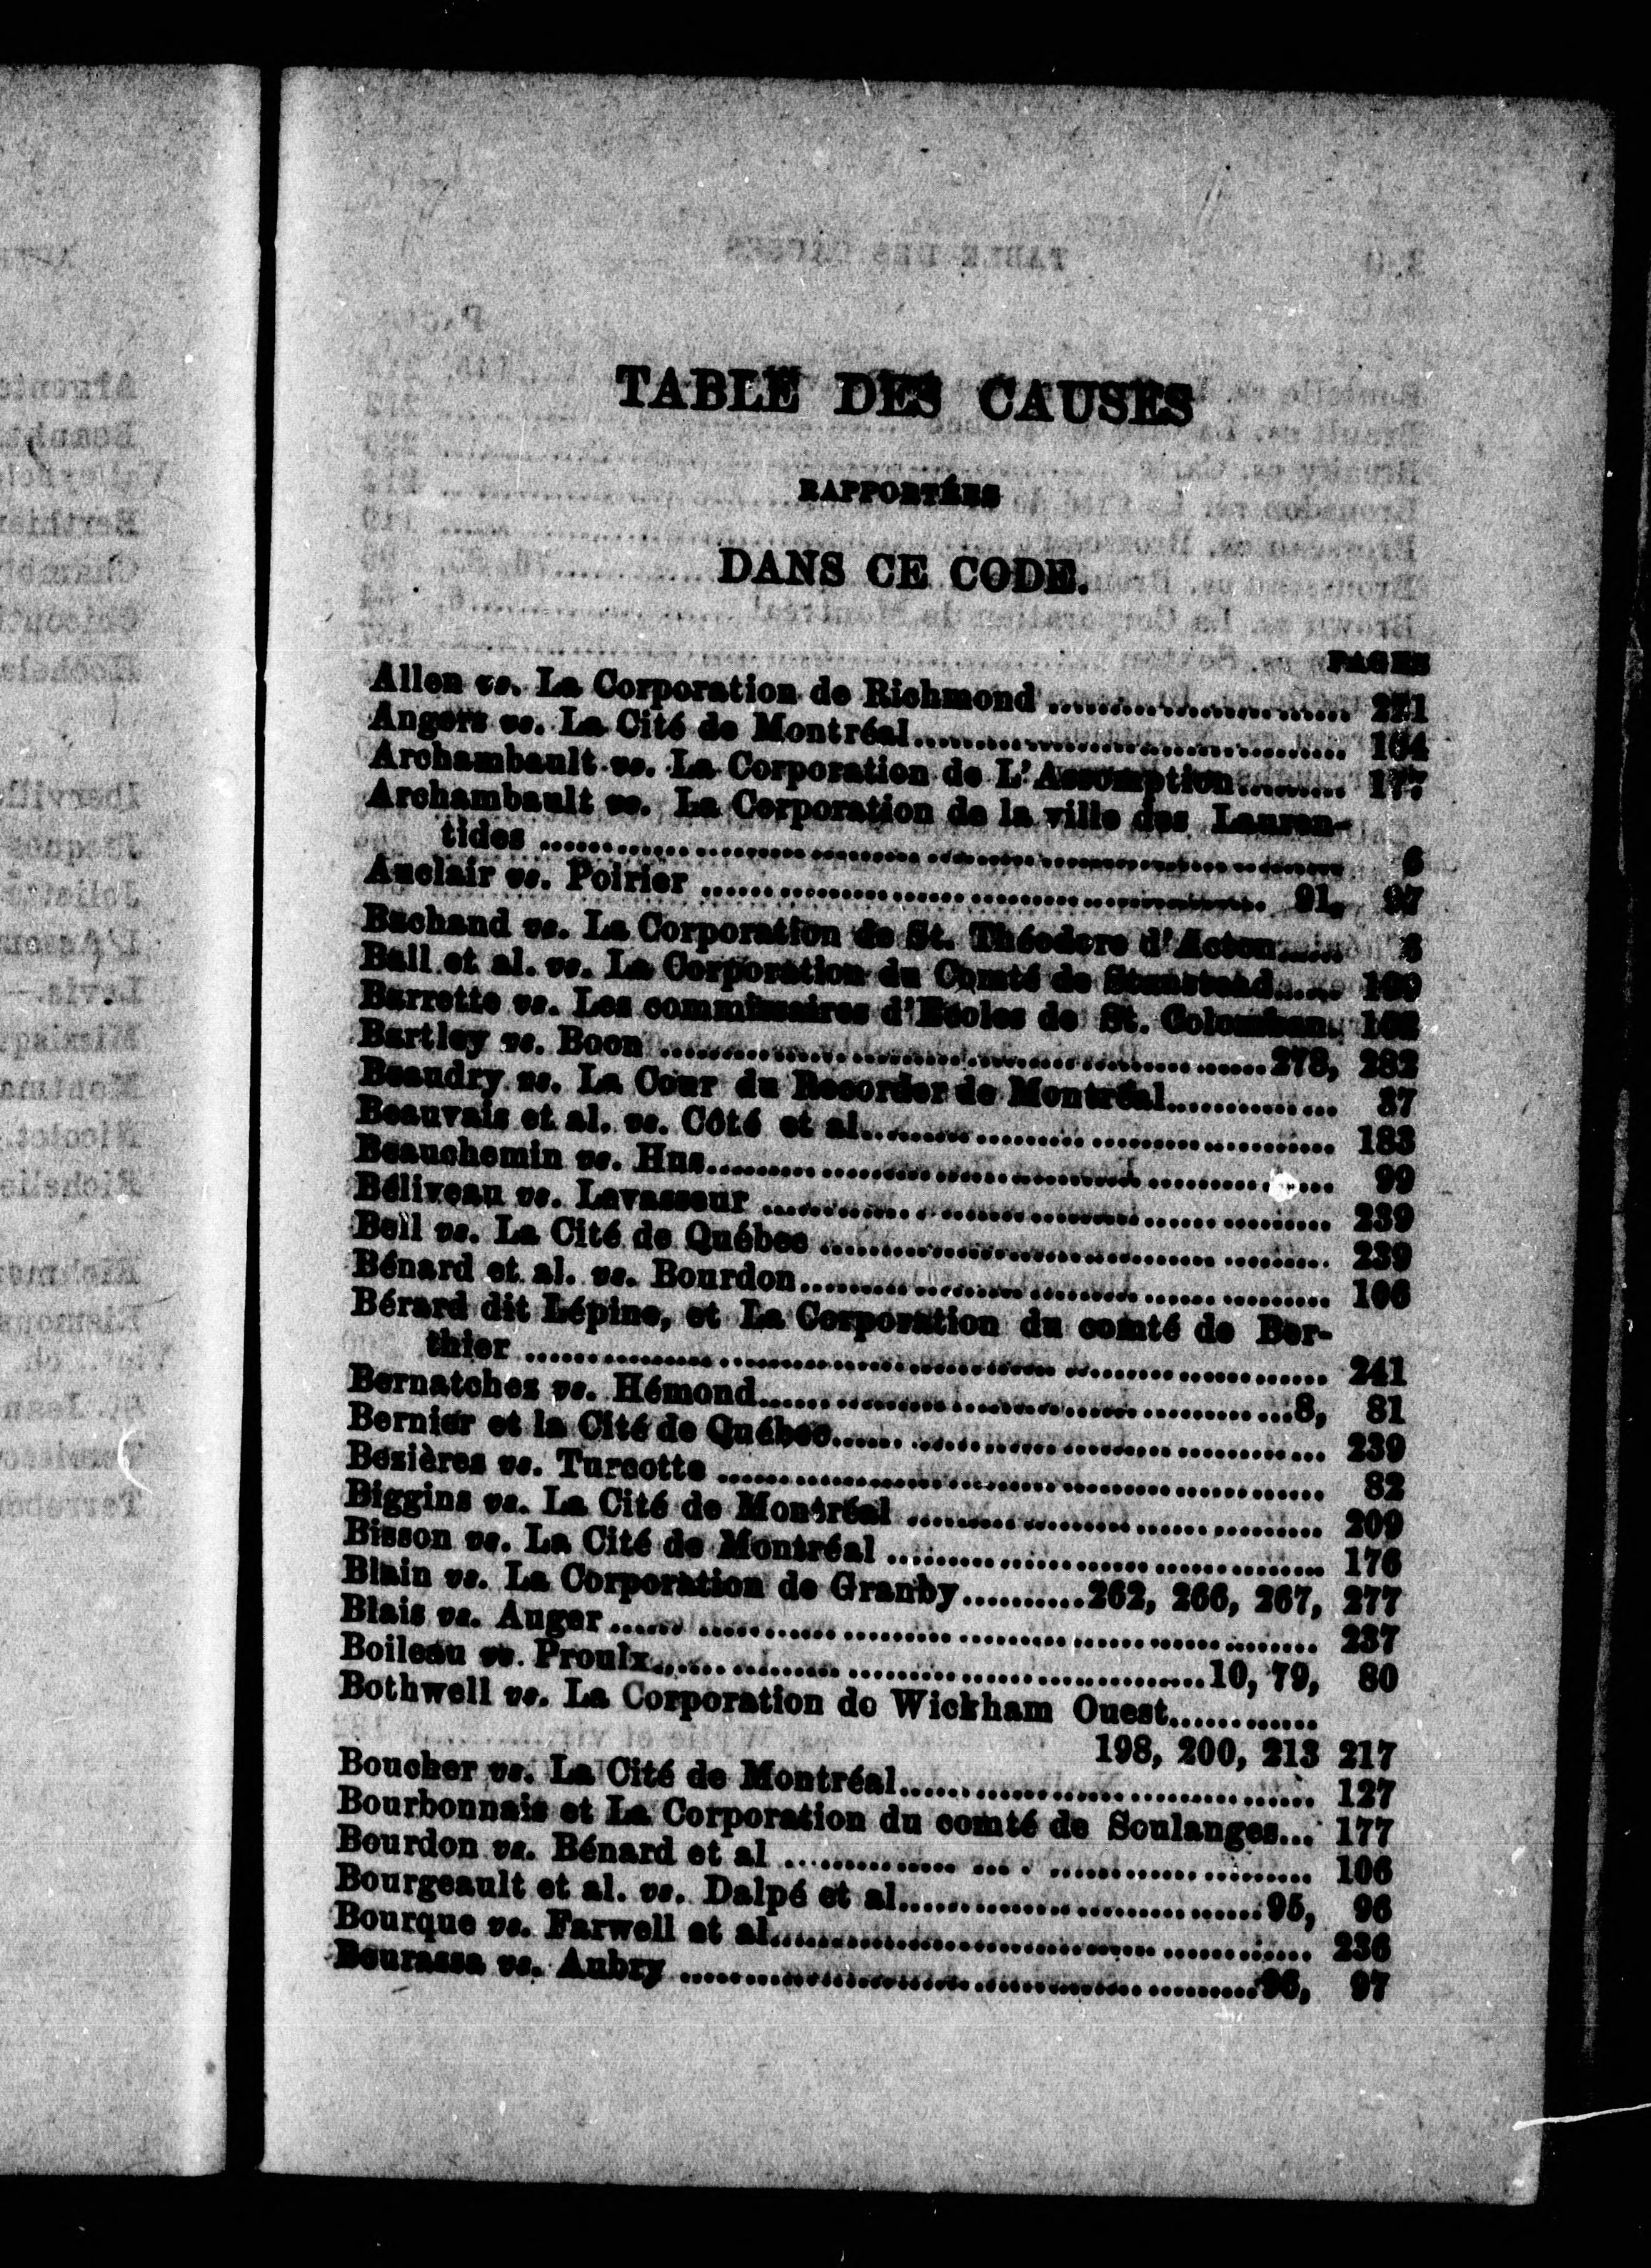 TABLE DES CAUSES
RAPPORTÉES
DANS CE CODE.
PAGES
Allen vs. La Corporation de Richmond ........................ 271
Angers vs. La Cité de Montréal.................................. 164
Archambault vs. La Corporation de L'Assomption......... 177
Archambault vs. La Corporation de la ville des Lauren-
tides ................................................................ 6
Auclair vs. Poirier ............................................ 91, 97
Bachand vs. La Corporation de St. Théodore d'Acton...... 6
Ball et al. vs. La Corporation du Comté de Stanstead......
Barrette vs. Les commissaires d'Ecoles de St. Colomban.
Bartley vs. Boon ................................................278, 282
Beaudry vs. La Cour du Recorder de Montréal.............. 37
Beauvais et al. vs. Côté et al..................................... 183
Beauchemin vs. Hus................................................. 99
Béliveau vs. Lavasseur ............................................. 239
Bell vs. La Cité de Québec ........................................ 239
Bénard et al. vs. Bourdon.......................................... 106
Bérard dit Lépine, et La Corporation du comté de Ber-
thier ................................................................ 241
Bernatchez vs. Hémond..........................................8, 81
Bernier et la Cité de Québec....................................... 239
Bezières vs. Turcotte ................................................ 82
Biggins vs. La Cité de Montréal ................................. 209
Bisson vs. La Cité de Montréal ................................... 176
Blain vs. La Corporation de Granby..........262, 266, 267, 277
Blais vs. Auger ........................................................ 237
Boileau vs. Proulx.............................................10, 79, 80
Bothwell vs. La Corporation de Wickham Ouest............
198, 200, 213 217
Boucher vs. La Cité de Montréal.................................. 127
Bourbonnais et La Corporation du comté de Soulanges... 177
Bourdon vs. Bénard et al ........................................... 106
Bourgeault et al. vs. Dalpé et al..............................95, 96
Bourque vs. Farwell et al........................................... 236
Bourassa vs. Aubry ..............................................96, 97